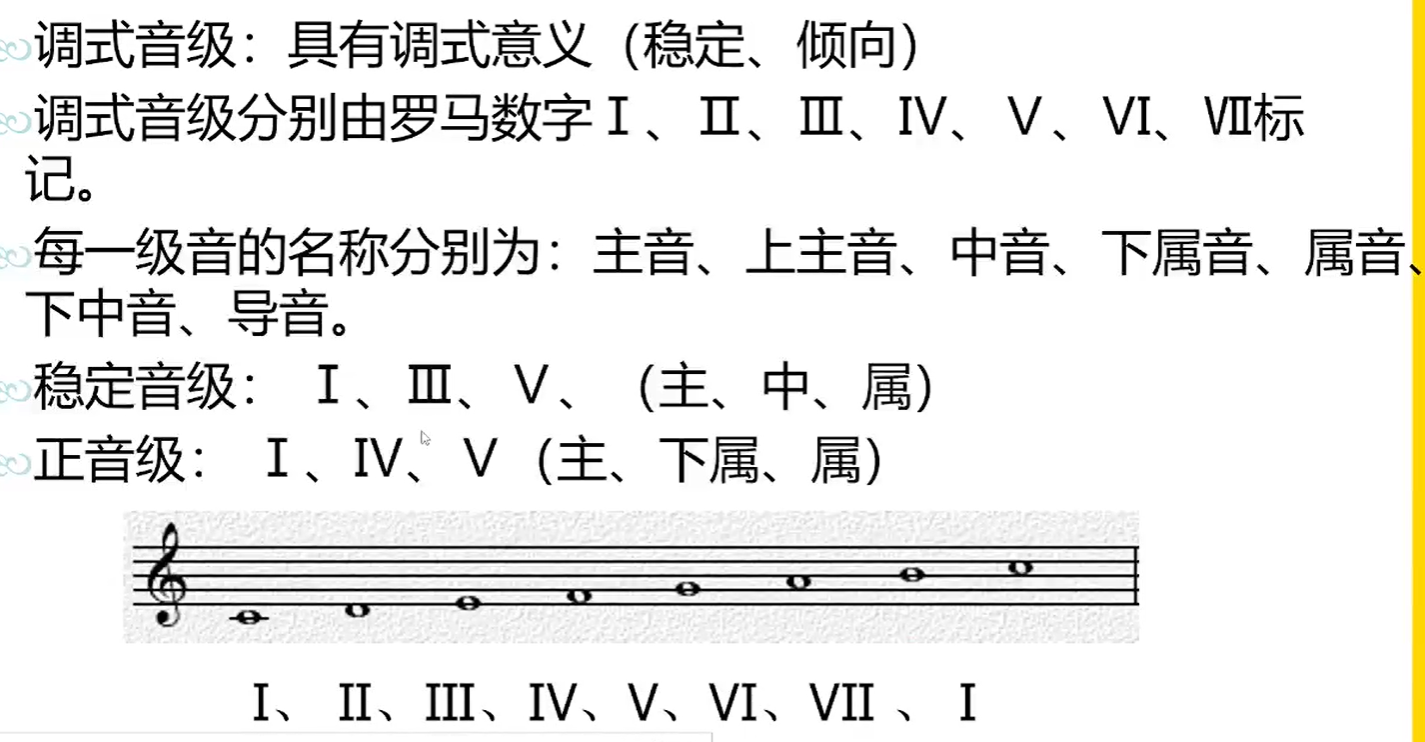 调式音级：具有调式意义（稳定、倾向）
调式音级分别由罗马数字Ⅰ、Ⅱ、Ⅲ、Ⅳ、Ⅴ、Ⅵ、Ⅶ标
记。
每一级音的名称分别为：主音、上主音、中音、下属音、属音、
下中音、导音。
稳定音级： Ⅰ、Ⅲ、Ⅴ、（主、中、属）
正音级： Ⅰ、Ⅳ、Ⅴ（主、下属、属）
I、 II、III、IV、V、VI、VII 、 I